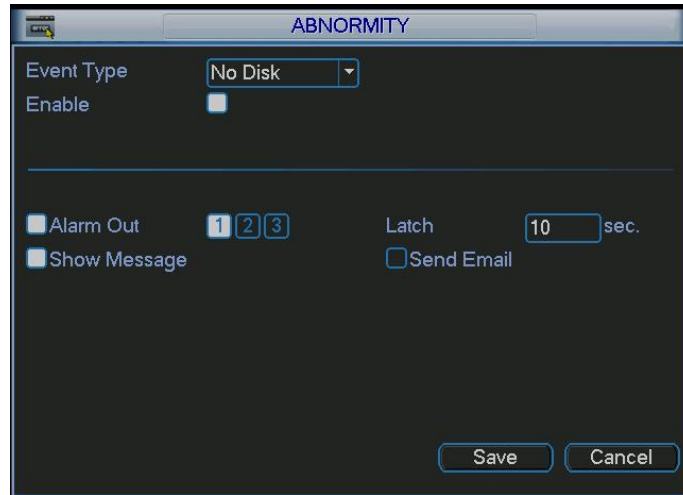 ABNORMITY
Event Type No Disk
Enable
Alarm Out 1 2 3 Latch 10 sec.
Show Message Send Email
Save Cancel